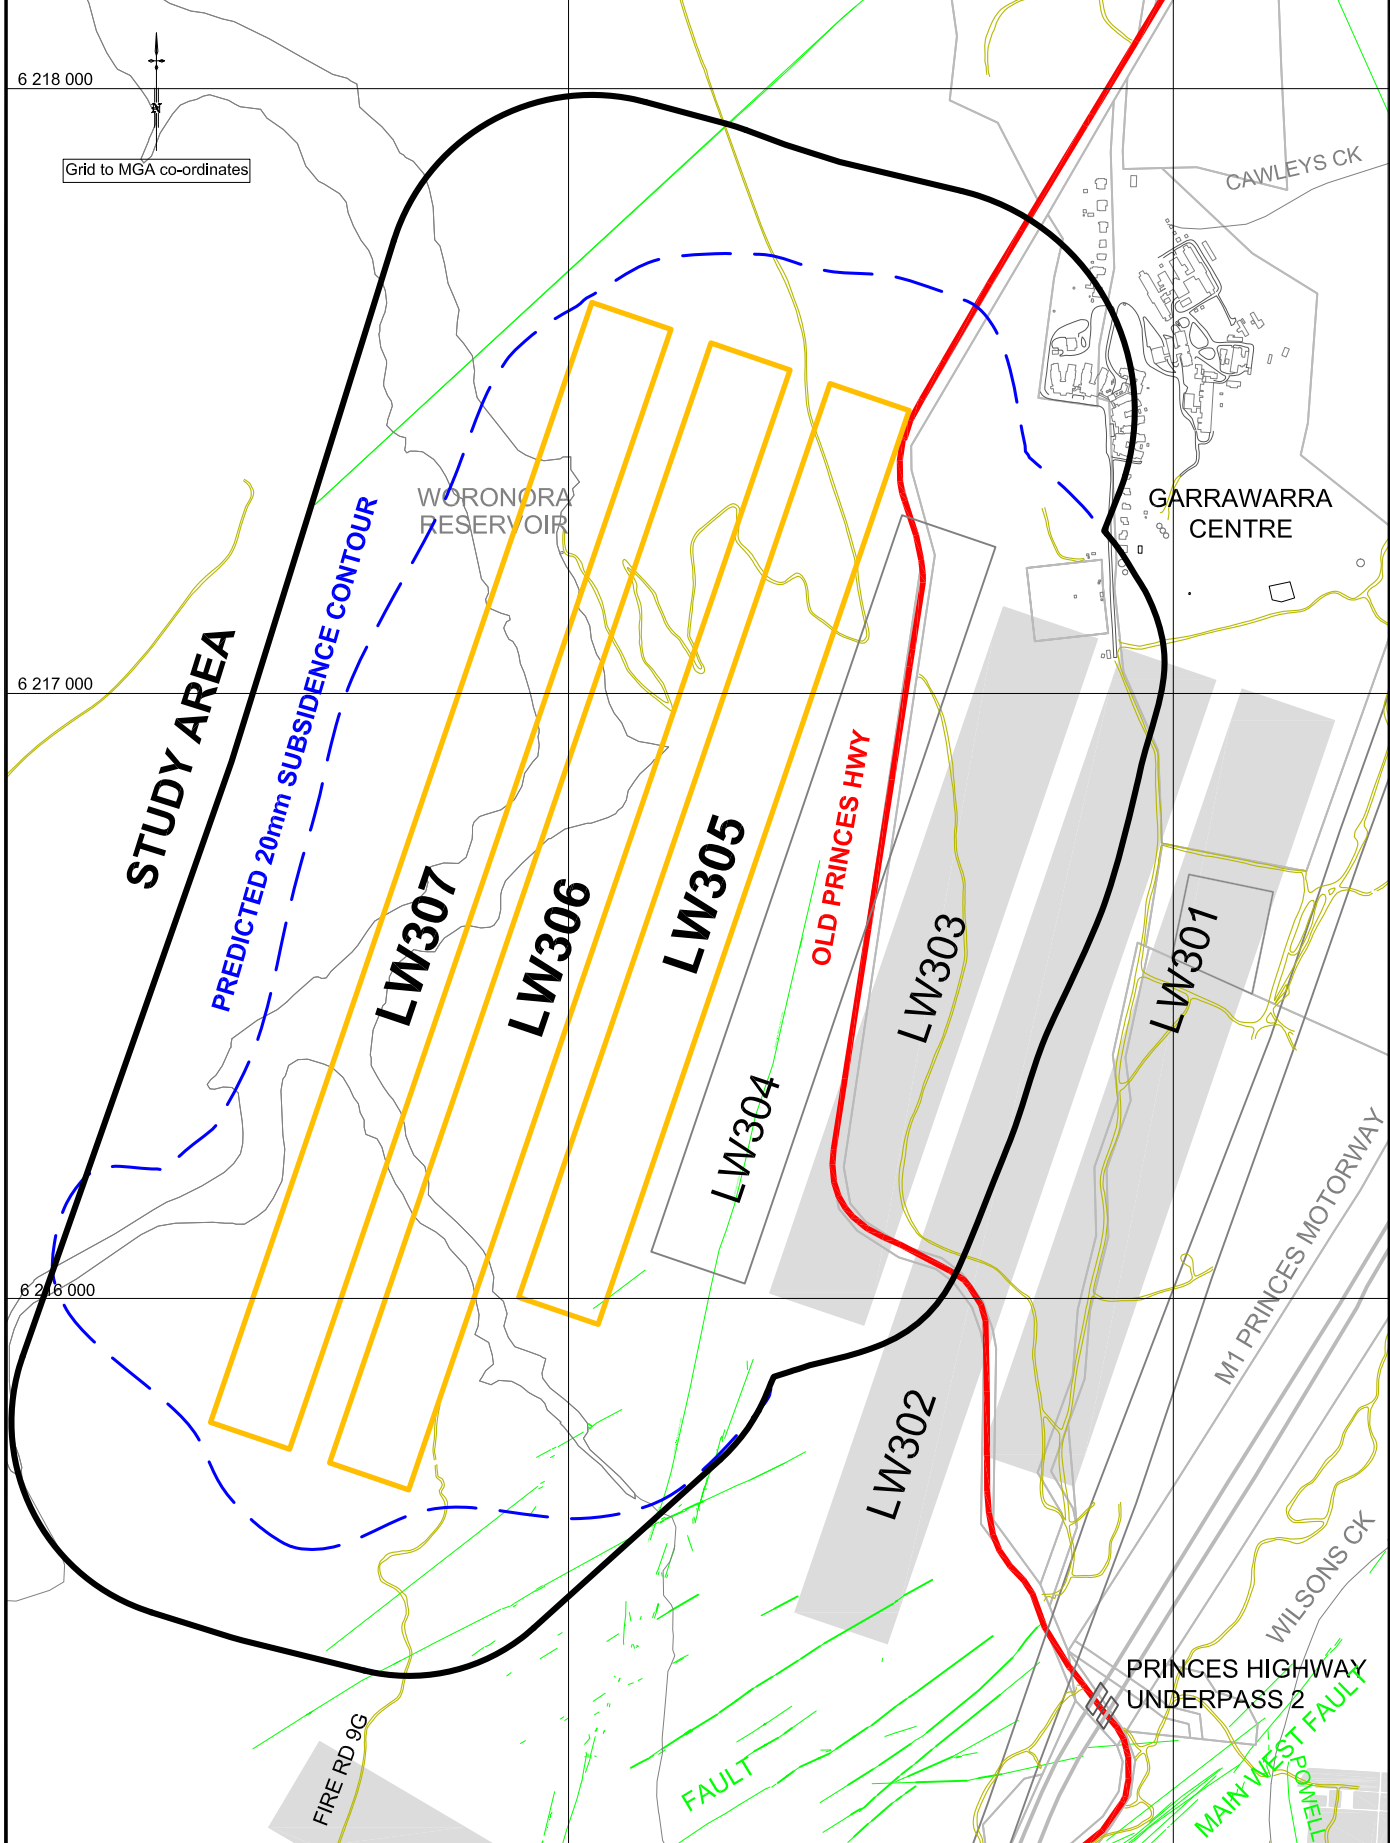 6 218 000
N
Grid to MGA co-ordinates
CAWLEYS CK
WORONORA
RESERVOIR
GARRAWARRA
CENTRE
STUDY AREA
PREDICTED 20mm SUBSIDENCE CONTOUR
6 217 000
OLD PRINCES HWY
LW307
LW306
LW305
LW304
LW303
LW301
M1 PRINCES MOTORWAY
6 216 000
LW302
WILSONS CK
PRINCES HIGHWAY
UNDERPASS 2
FIRE RD 9G
FAULT
MAIN WEST FAULT
POWELL